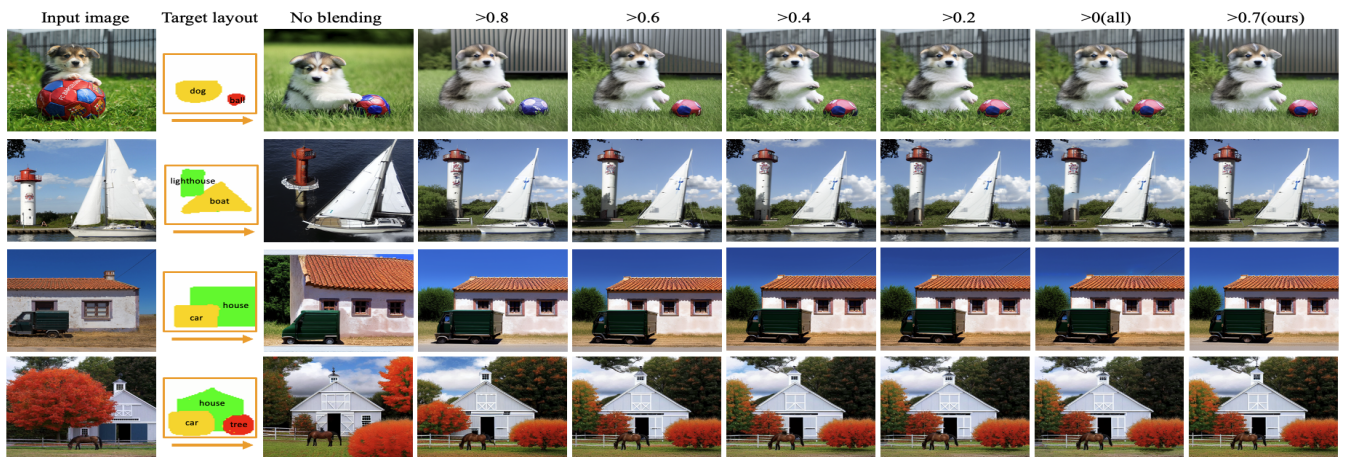 Input image Target layout No blending >0.8 >0.6 >0.4 >0.2 >0(all) >0.7(ours)
dog
ball
lighthouse
boat
house
car
house
car
tree